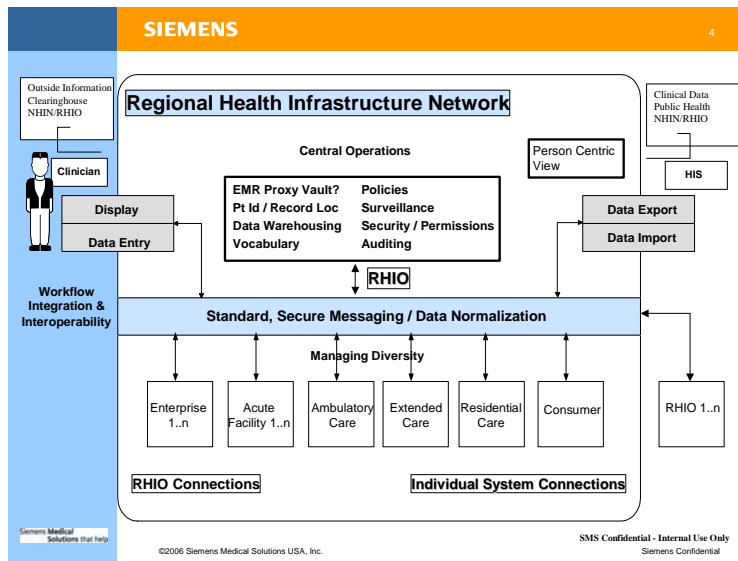 SIEMENS
4
Outside Information
Clearinghouse
NHIN/RHIO
Clinician
Regional Health Infrastructure Network
Clinical Data
Public Health
NHIN/RHIO
HIS
Central Operations
Person Centric
View
EMR Proxy Vault? Policies
Pt Id / Record Loc Surveillance
Data Warehousing Security / Permissions
Vocabulary Auditing
Display
Data Entry
Data Export
Data Import
RHIO
Workflow
Integration &
Interoperability
Standard, Secure Messaging / Data Normalization
Managing Diversity
Enterprise
1..n
Acute
Facility 1..n
Ambulatory
Care
Extended
Care
Residential
Care
Consumer
RHIO 1..n
RHIO Connections
Individual System Connections
Siemens Medical
Solutions that help
©2006 Siemens Medical Solutions USA, Inc.
SMS Confidential - Internal Use Only
Siemens Confidential